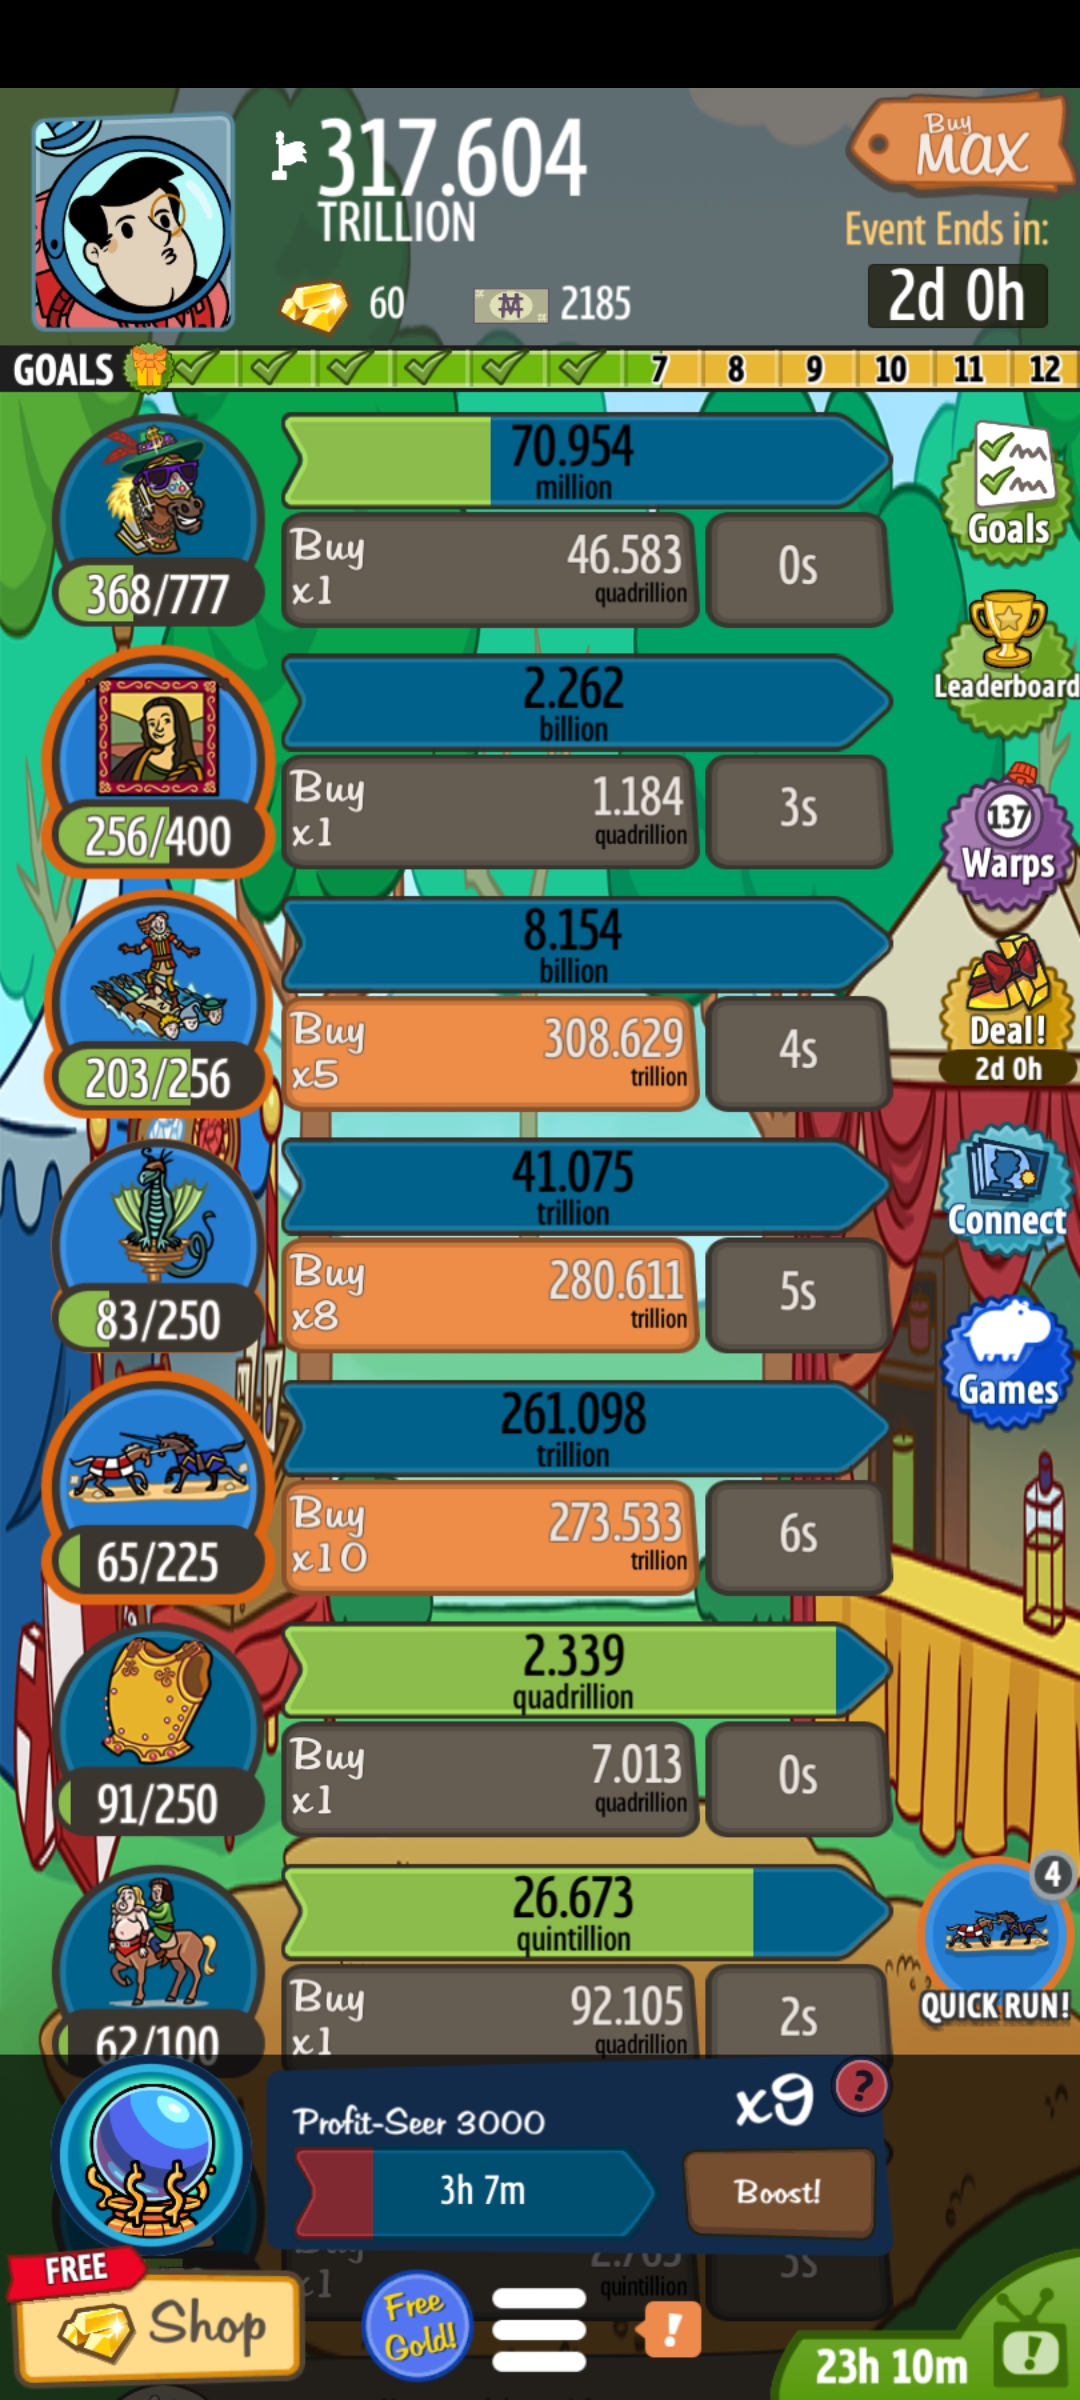 317.604
TRILLION
60
2185
Buy
MAX
Event Ends in:
2d 0h
GOALS
7 8 9 10 11 12
70.954
million
Buy
x1
46.583
quadrillion
0s
368/777
Goals
2.262
billion
Buy
x1
1.184
quadrillion
3s
256/400
Leaderboard
137
Warps
8.154
billion
Buy
x5
308.629
trillion
4s
203/256
Deal!
2d 0h
41.075
trillion
Buy
x8
280.611
trillion
5s
83/250
Connect
261.098
trillion
Buy
x10
273.533
trillion
6s
65/225
Games
2.339
quadrillion
Buy
x1
7.013
quadrillion
0s
91/250
26.673
quintillion
Buy
x1
92.105
quadrillion
2s
62/100
4
QUICK RUN!
Profit-Seer 3000
x9
?
3h 7m
Boost!
Buy
x1
quintillion
FREE
Shop
Free
Gold!
!
23h 10m
!